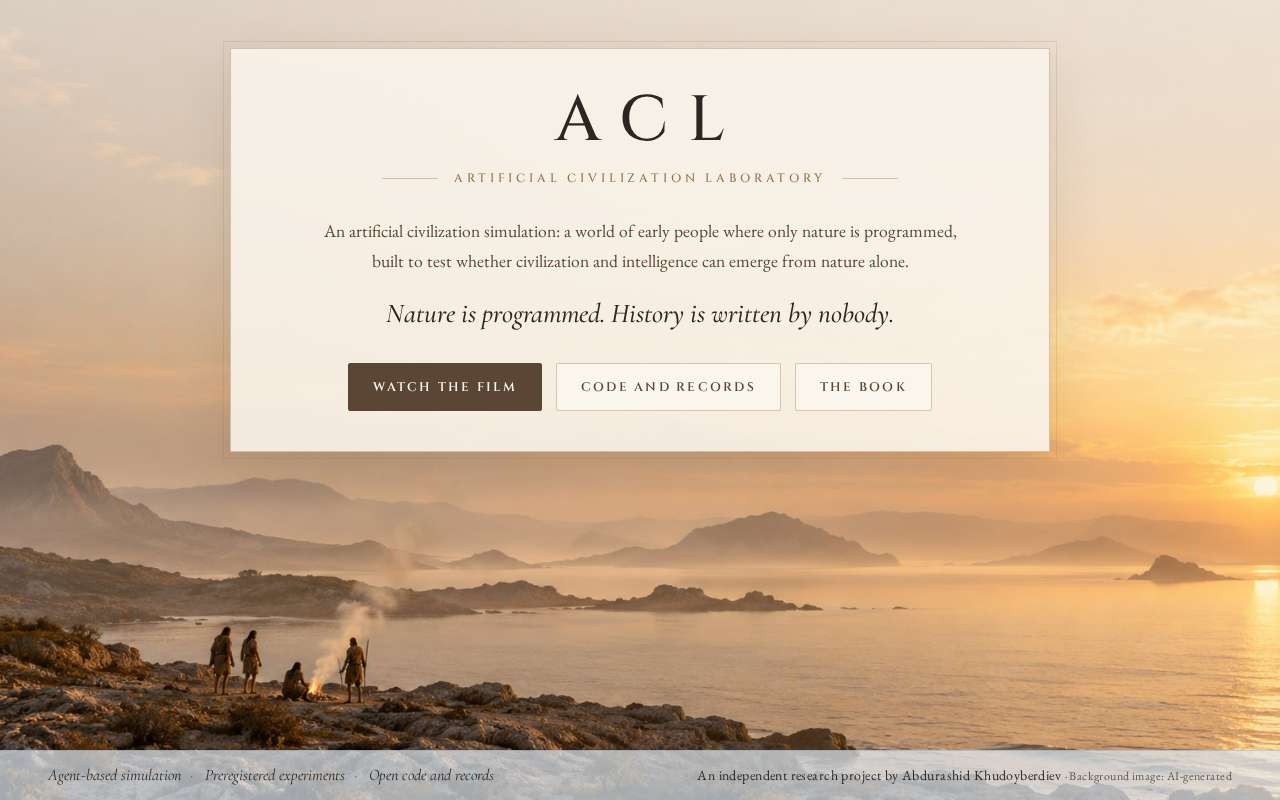 ACL
ARTIFICIAL CIVILIZATION LABORATORY
An artificial civilization simulation: a world of early people where only nature is programmed,
built to test whether civilization and intelligence can emerge from nature alone.
Nature is programmed. History is written by nobody.
WATCH THE FILM
CODE AND RECORDS
THE BOOK
Agent-based simulation · Preregistered experiments · Open code and records
An independent research project by Abdurashid Khudoyberdiev · Background image: AI-generated